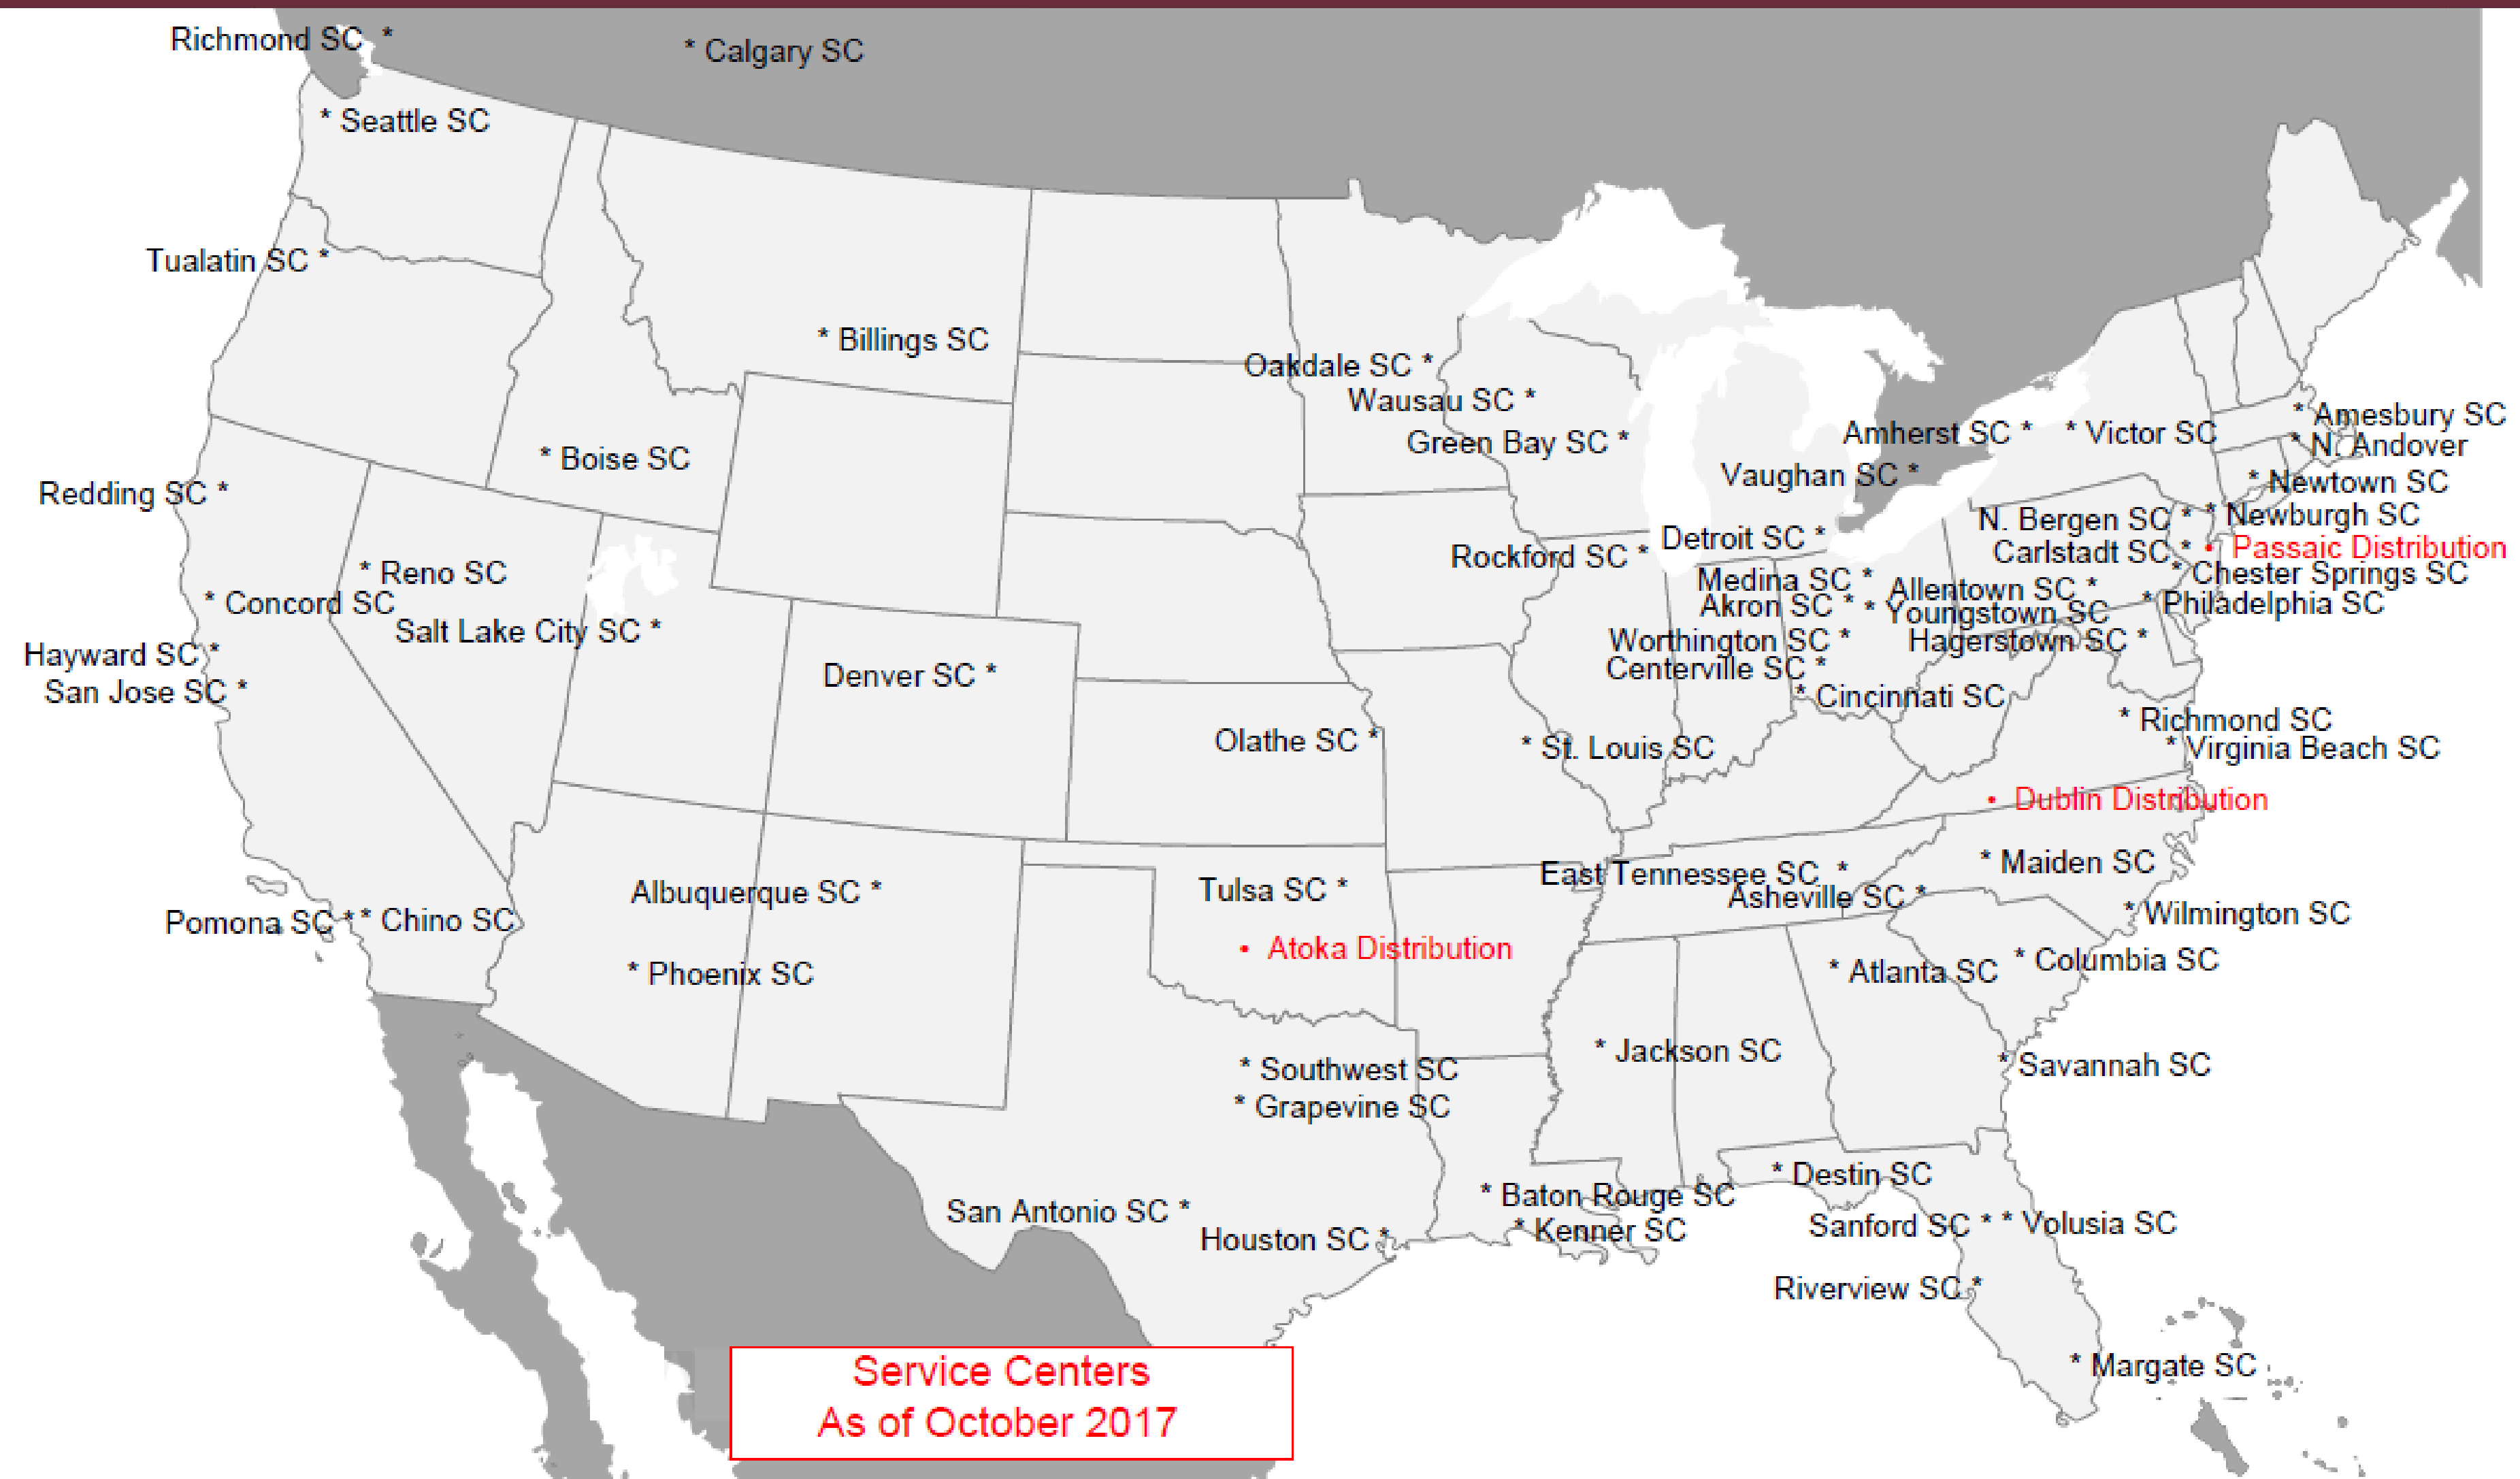 Richmond SC *
* Calgary SC
* Seattle SC
Tualatin SC *
* Billings SC
Oakdale SC *
Wausau SC *
Green Bay SC *
Amherst SC *
* Victor SC
* Amesbury SC
* N. Andover
* Boise SC
Vaughan SC *
* Newtown SC
Redding SC *
N. Bergen SC *
* Newburgh SC
Detroit SC *
Rockford SC *
Carlstadt SC *
• Passaic Distribution
* Reno SC
Medina SC *
* Chester Springs SC
Allentown SC *
* Concord SC
Akron SC *
* Youngstown SC
* Philadelphia SC
Salt Lake City SC *
Worthington SC *
Hagerstown SC *
Hayward SC *
Centerville SC *
San Jose SC *
Denver SC *
* Cincinnati SC
* Richmond SC
Olathe SC *
* St. Louis SC
* Virginia Beach SC
• Dublin Distribution
East Tennessee SC *
* Maiden SC
Albuquerque SC *
Tulsa SC *
Asheville SC *
Pomona SC *
* Chino SC
* Wilmington SC
• Atoka Distribution
* Columbia SC
* Phoenix SC
* Atlanta SC
* Jackson SC
* Southwest SC
* Savannah SC
* Grapevine SC
* Destin SC
* Baton Rouge SC
San Antonio SC *
* Kenner SC
Sanford SC *
* Volusia SC
Houston SC *
Riverview SC *
* Margate SC
Service Centers
As of October 2017